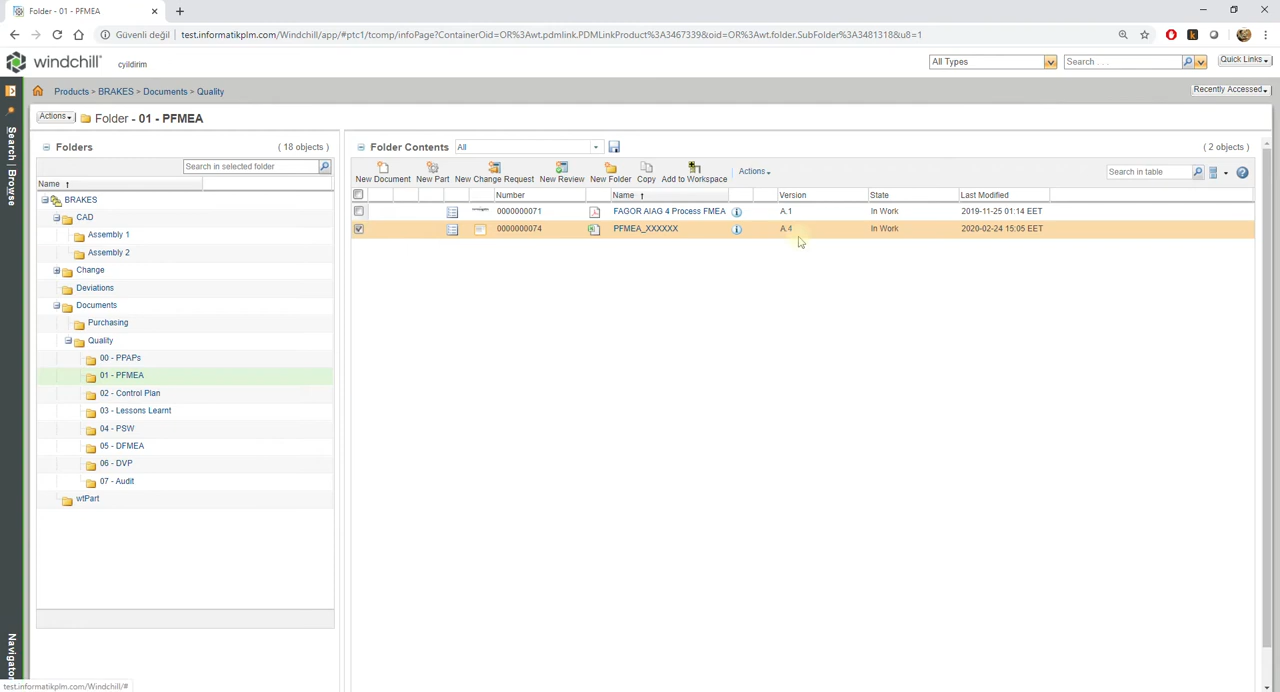 Folder - 01 - PFMEA
Güvenli değil
test.informatikplm.com/Windchill/app/#ptc1/tcomp/infoPage?ContainerOid=OR%3Awt.pdmlink.PDMLinkProduct%3A3467339&oid=OR%3Awt.folder.SubFolder%3A3481318&u8=1
windchill
cyildirim
All Types
Search . . .
Quick Links
Products > BRAKES > Documents > Quality
Recently Accessed
Actions
Folder - 01 - PFMEA
Search | Browse
Navigator
Folders
( 18 objects )
Search in selected folder
Name
BRAKES
CAD
Assembly 1
Assembly 2
Change
Deviations
Documents
Purchasing
Quality
00 - PPAPs
01 - PFMEA
02 - Control Plan
03 - Lessons Learnt
04 - PSW
05 - DFMEA
06 - DVP
07 - Audit
wtPart
Folder Contents
All
( 2 objects )
New Document
New Part
New Change Request
New Review
New Folder
Copy
Add to Workspace
Actions
Search in table
Number Name Version State Last Modified
0000000071 FAGOR AIAG 4 Process FMEA A.1 In Work 2019-11-25 01:14 EET
0000000074 PFMEA_XXXXXX A.4 In Work 2020-02-24 15:05 EET
test.informatikplm.com/Windchill/#